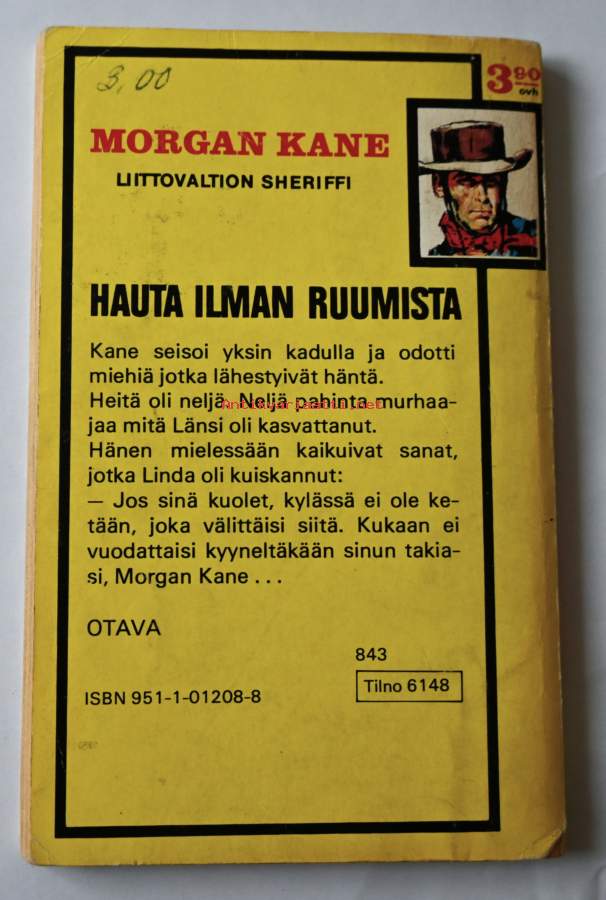 3,00
3 90
ovh
MORGAN KANE
LIITTOVALTION SHERIFFI
HAUTA ILMAN RUUMISTA
Kane seisoi yksin kadulla ja odotti
miehiä jotka lähestyivät häntä.
Heitä oli neljä. Neljä pahinta murhaa-
Antikvariaatti.net
jaa mitä Länsi oli kasvattanut.
Hänen mielessään kaikuivat sanat,
jotka Linda oli kuiskannut:
— Jos sinä kuolet, kylässä ei ole ke-
tään, joka välittäisi siitä. Kukaan ei
vuodattaisi kyyneltäkään sinun takia-
si, Morgan Kane . . .
OTAVA
843
Tilno 6148
ISBN 951-1-01208-8